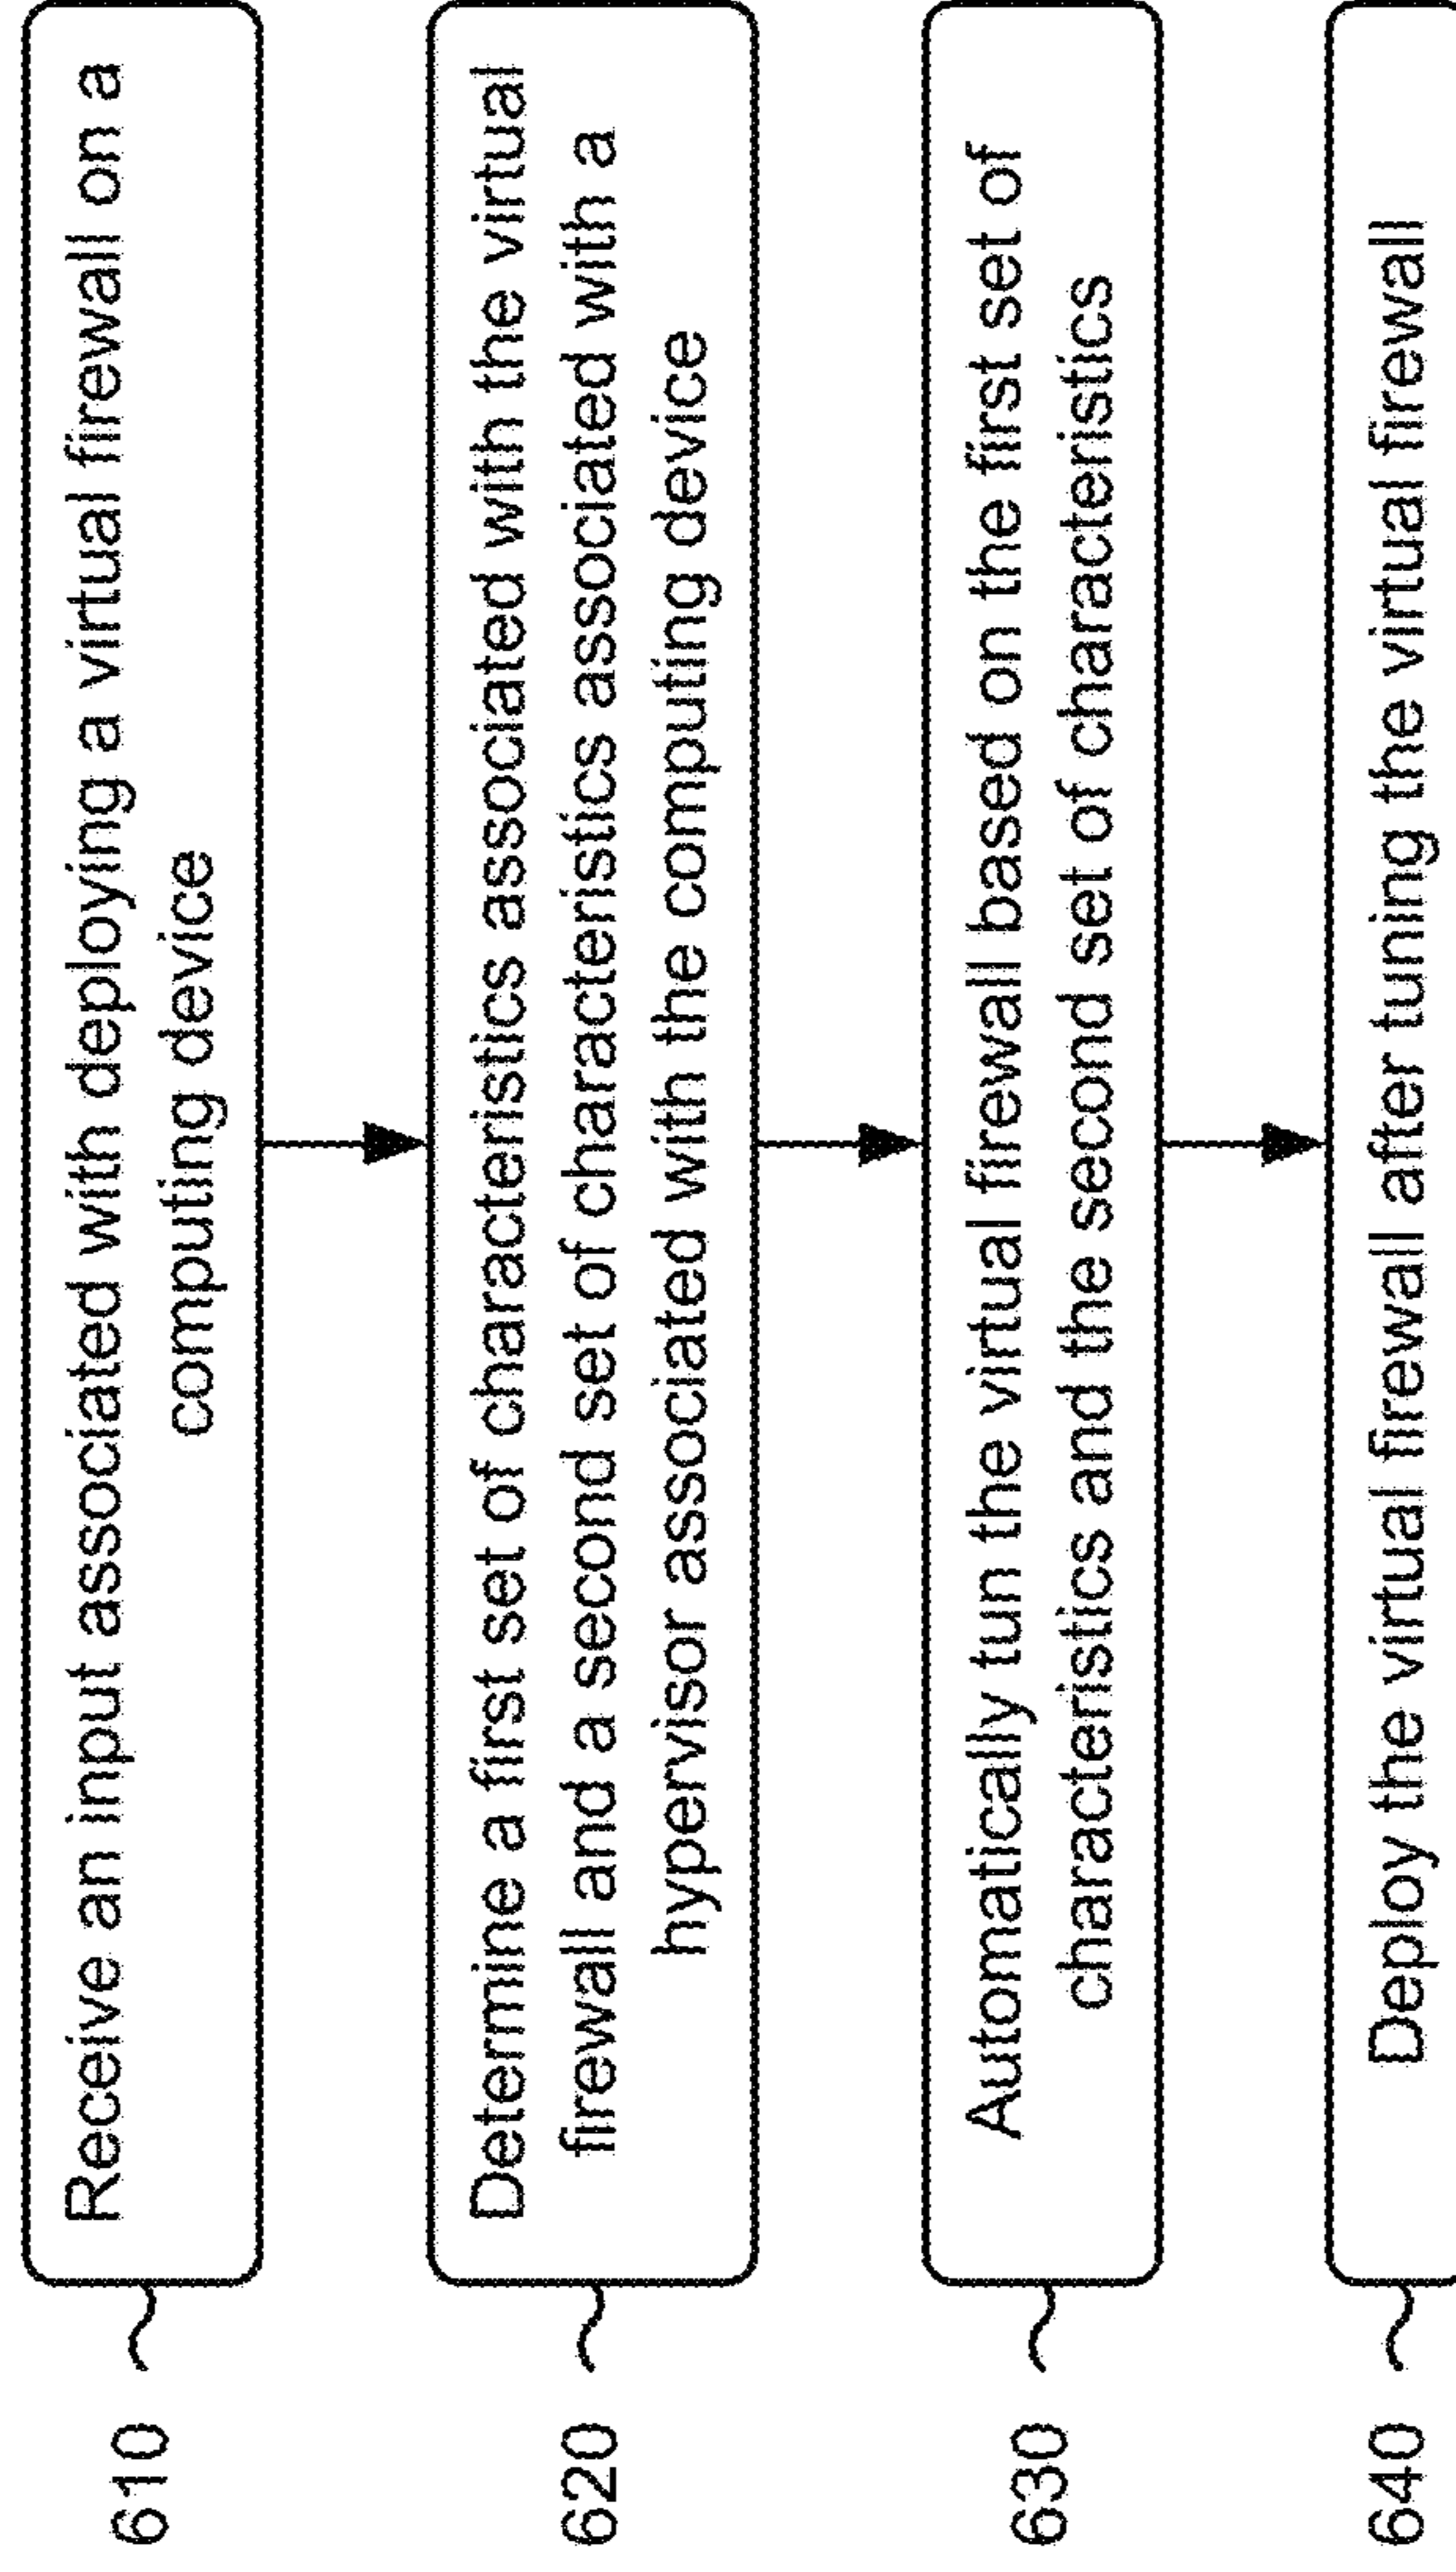 610
Receive an input associated with deploying a virtual firewall on a
computing device
620
Determine a first set of characteristics associated with the virtual
firewall and a second set of characteristics associated with a
hypervisor associated with the computing device
630
Automatically tun the virtual firewall based on the first set of
characteristics and the second set of characteristics
640
Deploy the virtual firewall after tuning the virtual firewall